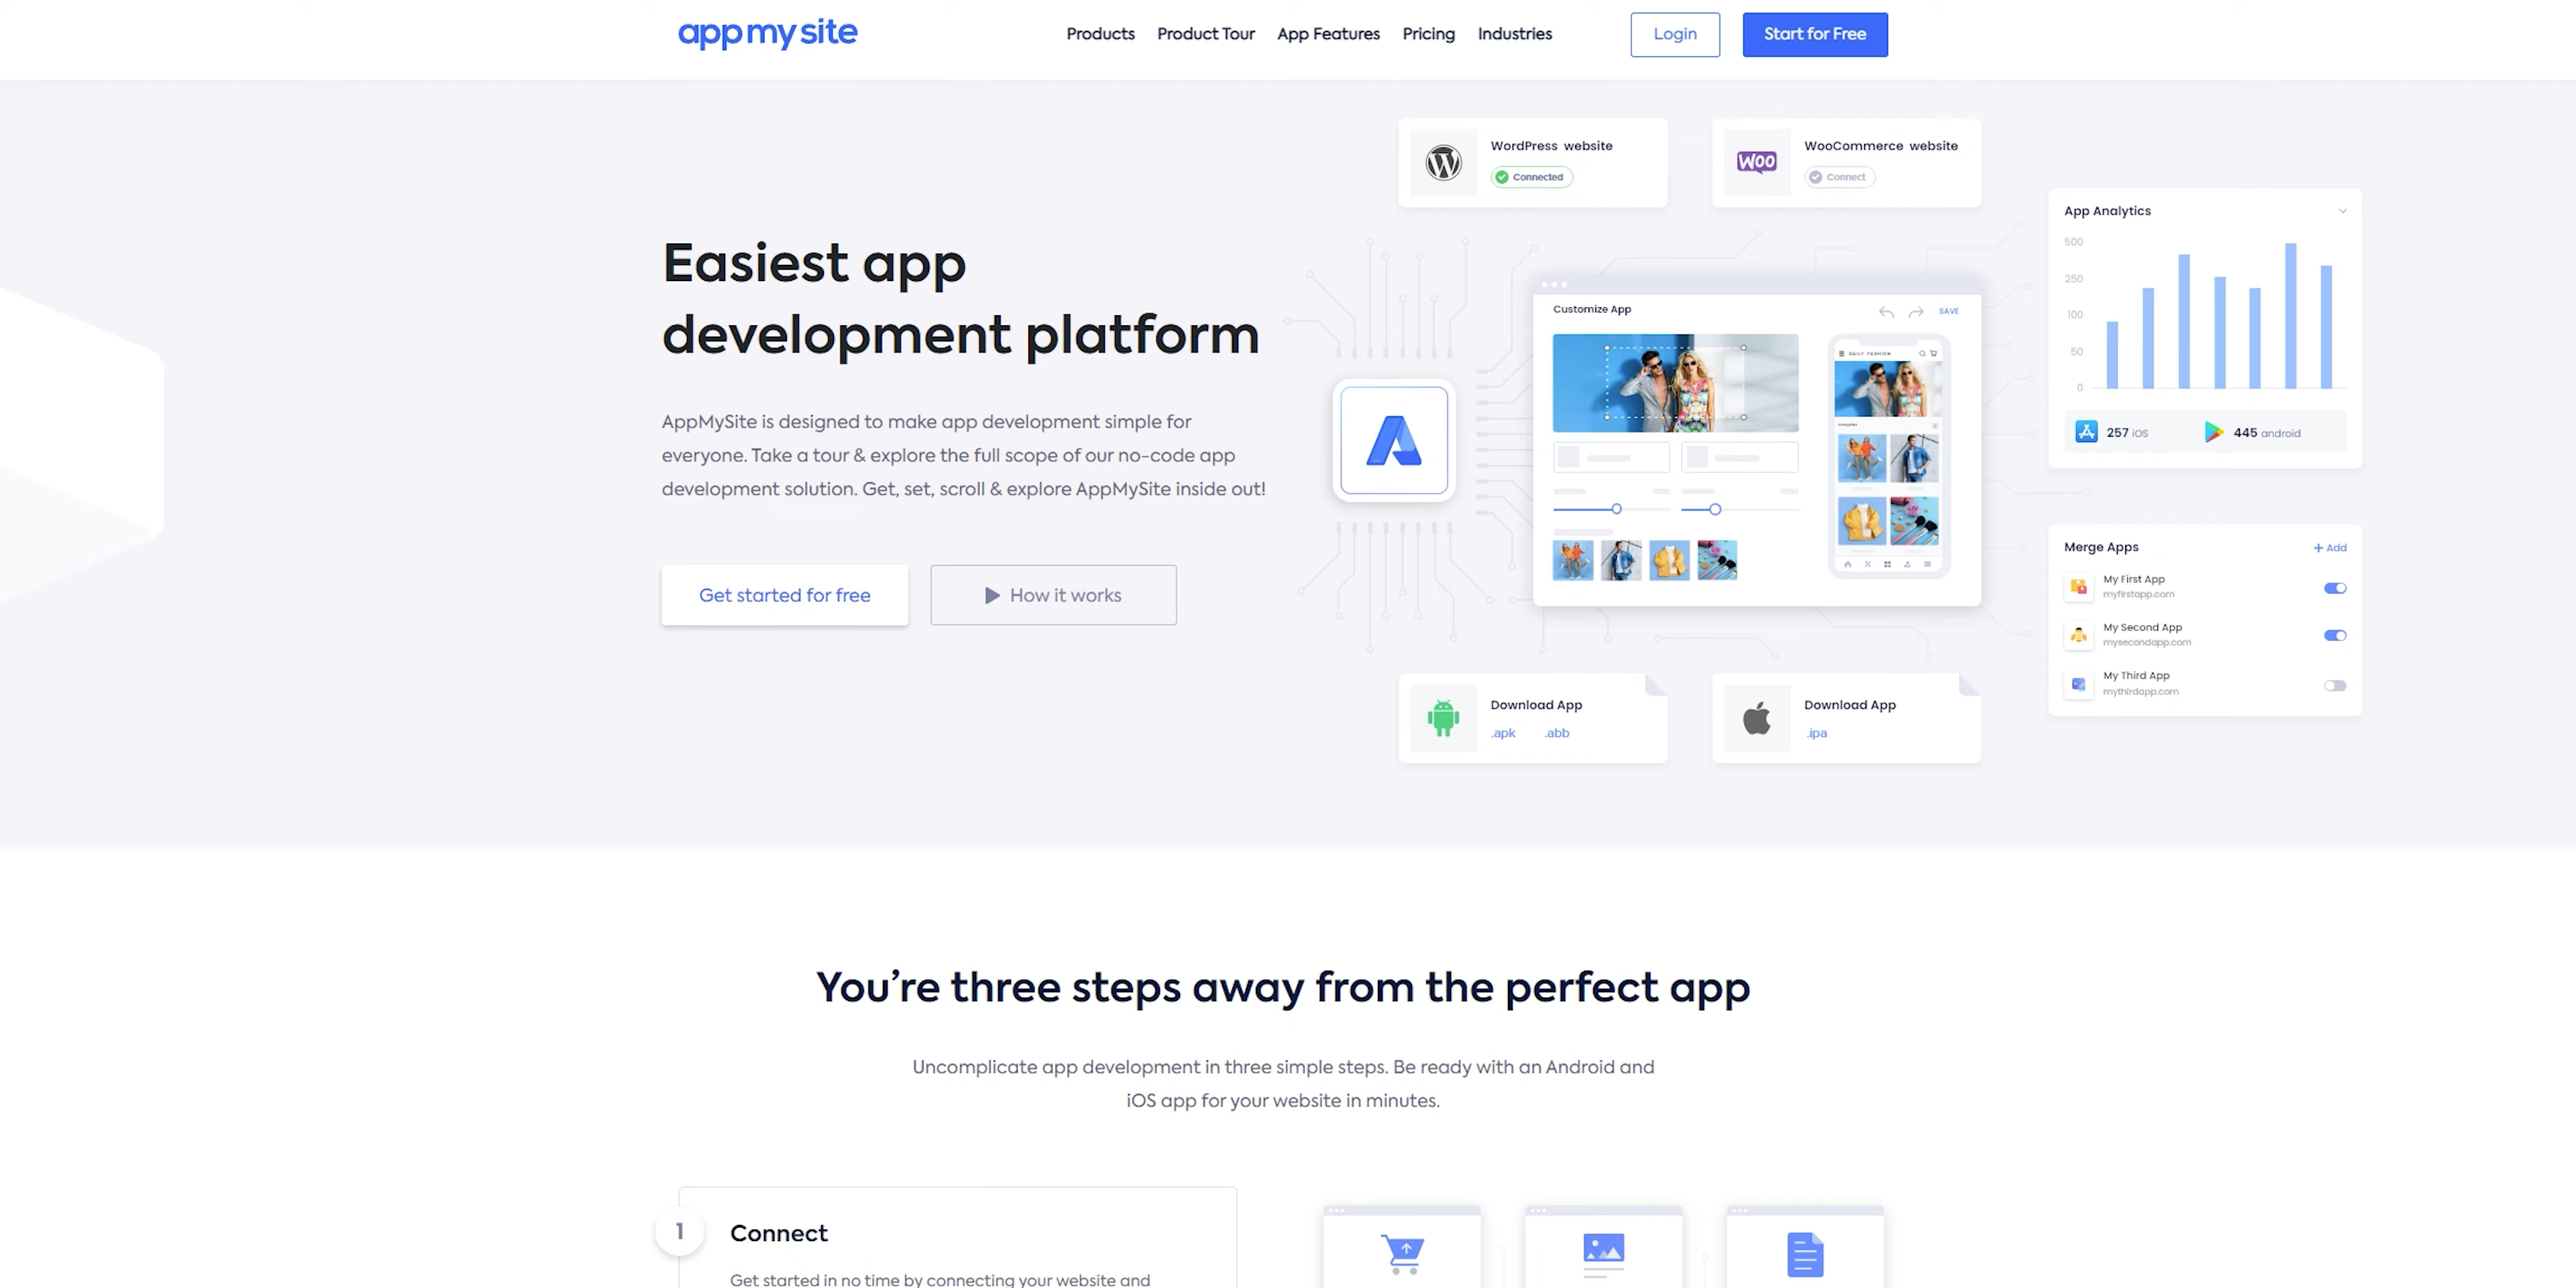 app my site
Products
Product Tour
App Features
Pricing
Industries
Login
Start for Free
Easiest app
development platform
AppMySite is designed to make app development simple for
everyone. Take a tour & explore the full scope of our no-code app
development solution. Get, set, scroll & explore AppMySite inside out!
Get started for free
How it works
WordPress website
Connected
WOO
WooCommerce website
Connect
Customize App
SAVE
DAILY FASHION
App Analytics
500
250
100
50
0
257 iOS
445 android
Merge Apps
+ Add
My First App
myfirstapp.com
My Second App
mysecondapp.com
My Third App
mythirdapp.com
Download App
.apk .abb
Download App
.ipa
You're three steps away from the perfect app
Uncomplicate app development in three simple steps. Be ready with an Android and
iOS app for your website in minutes.
1
Connect
Get started in no time by connecting your website and